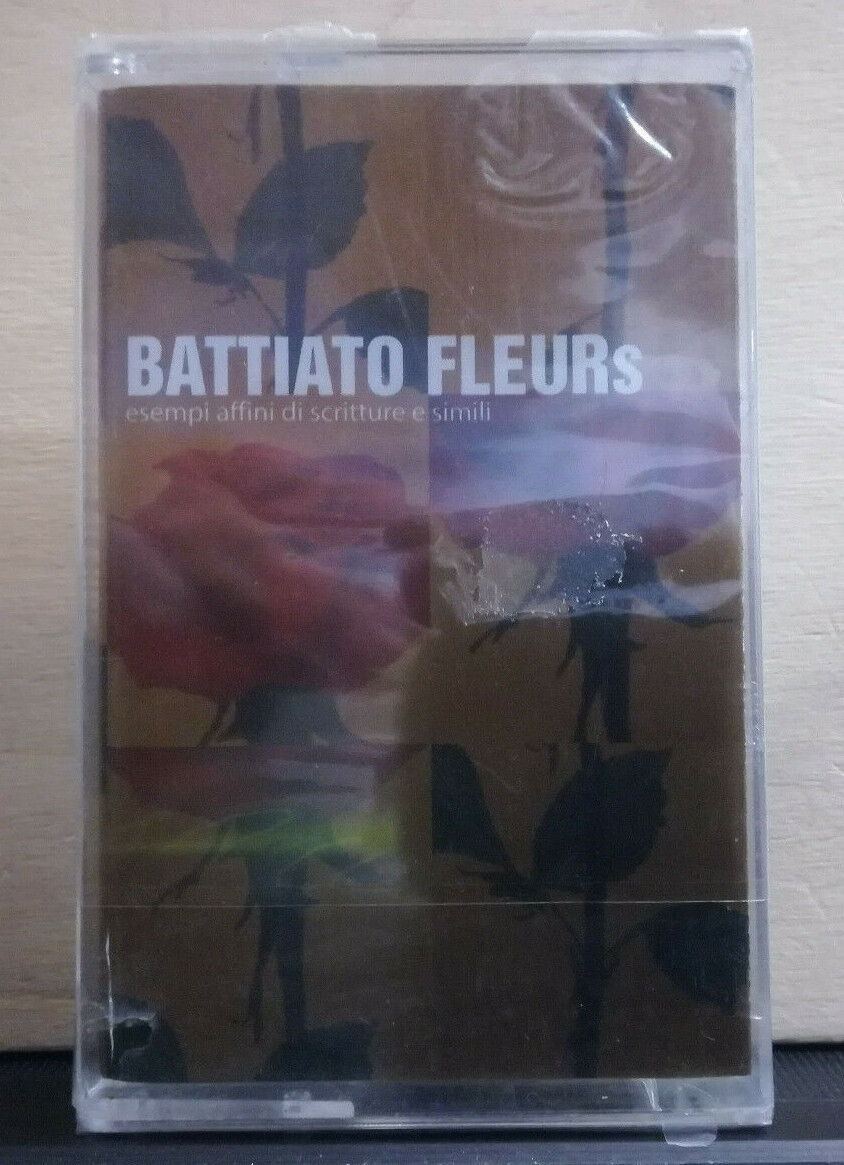 BATTIATO FLEURs
esempi affini di scritture e simili